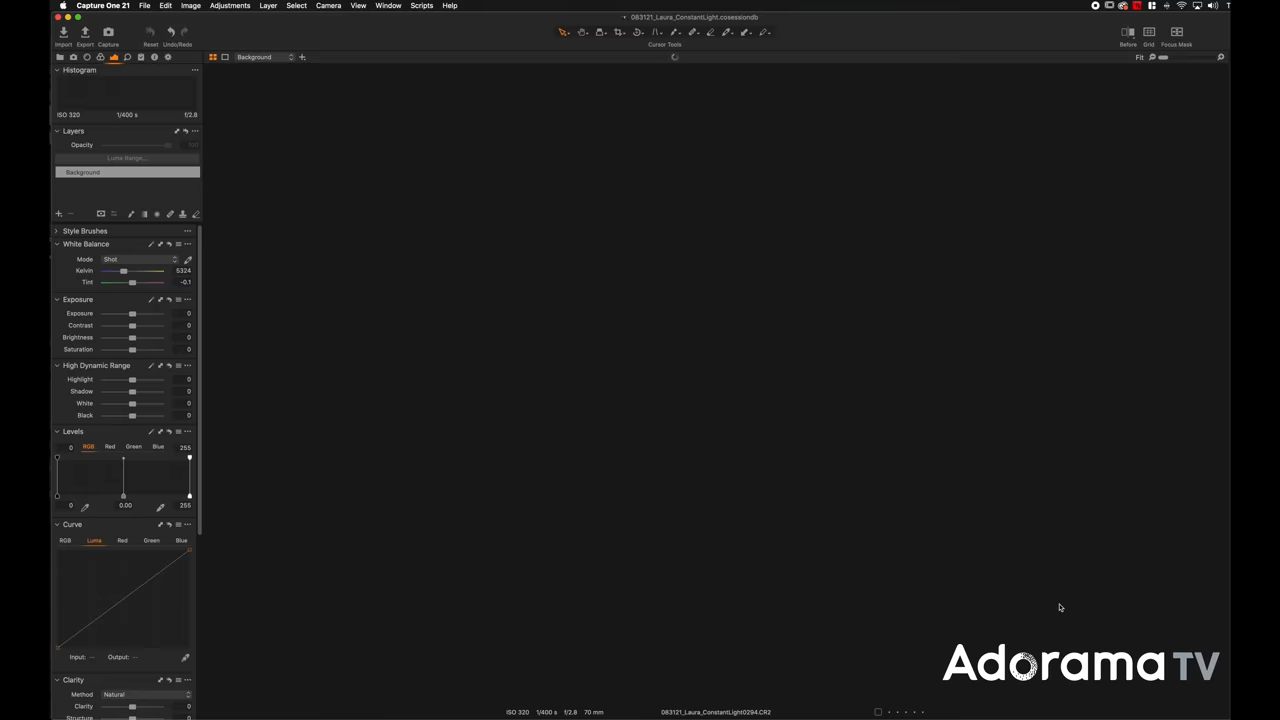 Capture One 21 File Edit Image Adjustments Layer Select Camera View Window Scripts Help
083121_Laura_ConstantLight.cosessiondb
Import Export Capture Reset Undo/Redo Cursor Tools Before Grid Focus Mask
Background Fit
Histogram
ISO 320 1/400 s f/2.8
Layers
Opacity 100
Luma Range...
Background
Style Brushes
White Balance
Mode Shot
Kelvin 5324
Tint -0.1
Exposure
Exposure 0
Contrast 0
Brightness 0
Saturation 0
High Dynamic Range
Highlight 0
Shadow 0
White 0
Black 0
Levels
0 RGB Red Green Blue 255
0 0.00 255
Curve
RGB Luma Red Green Blue
Input: -- Output: --
Clarity
Method Natural
Clarity 0
Structure 0
Adorama TV
ISO 320 1/400 s f/2.8 70 mm 083121_Laura_ConstantLight0294.CR2